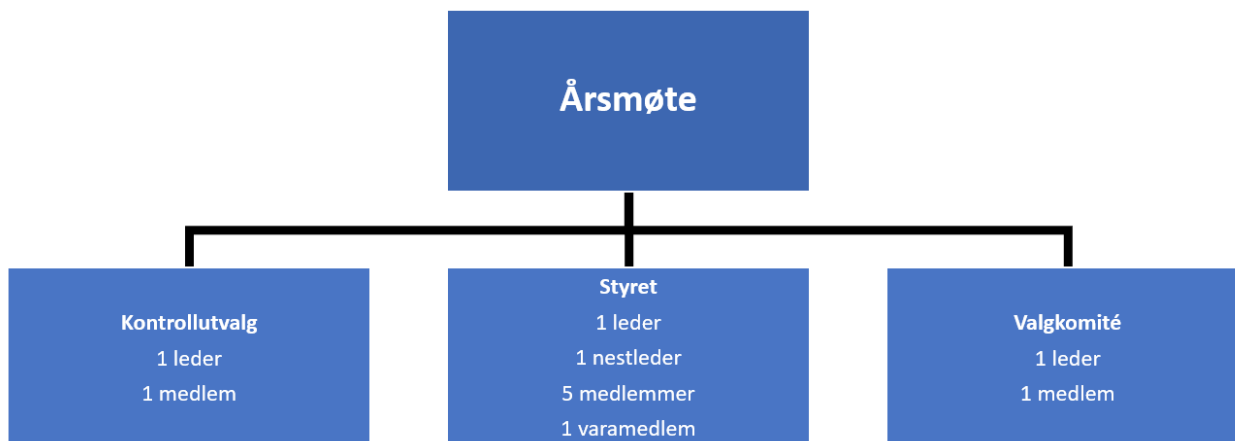 Årsmøte
Kontrollutvalg
1 leder
1 medlem
Styret
1 leder
1 nestleder
5 medlemmer
1 varamedlem
Valgkomité
1 leder
1 medlem